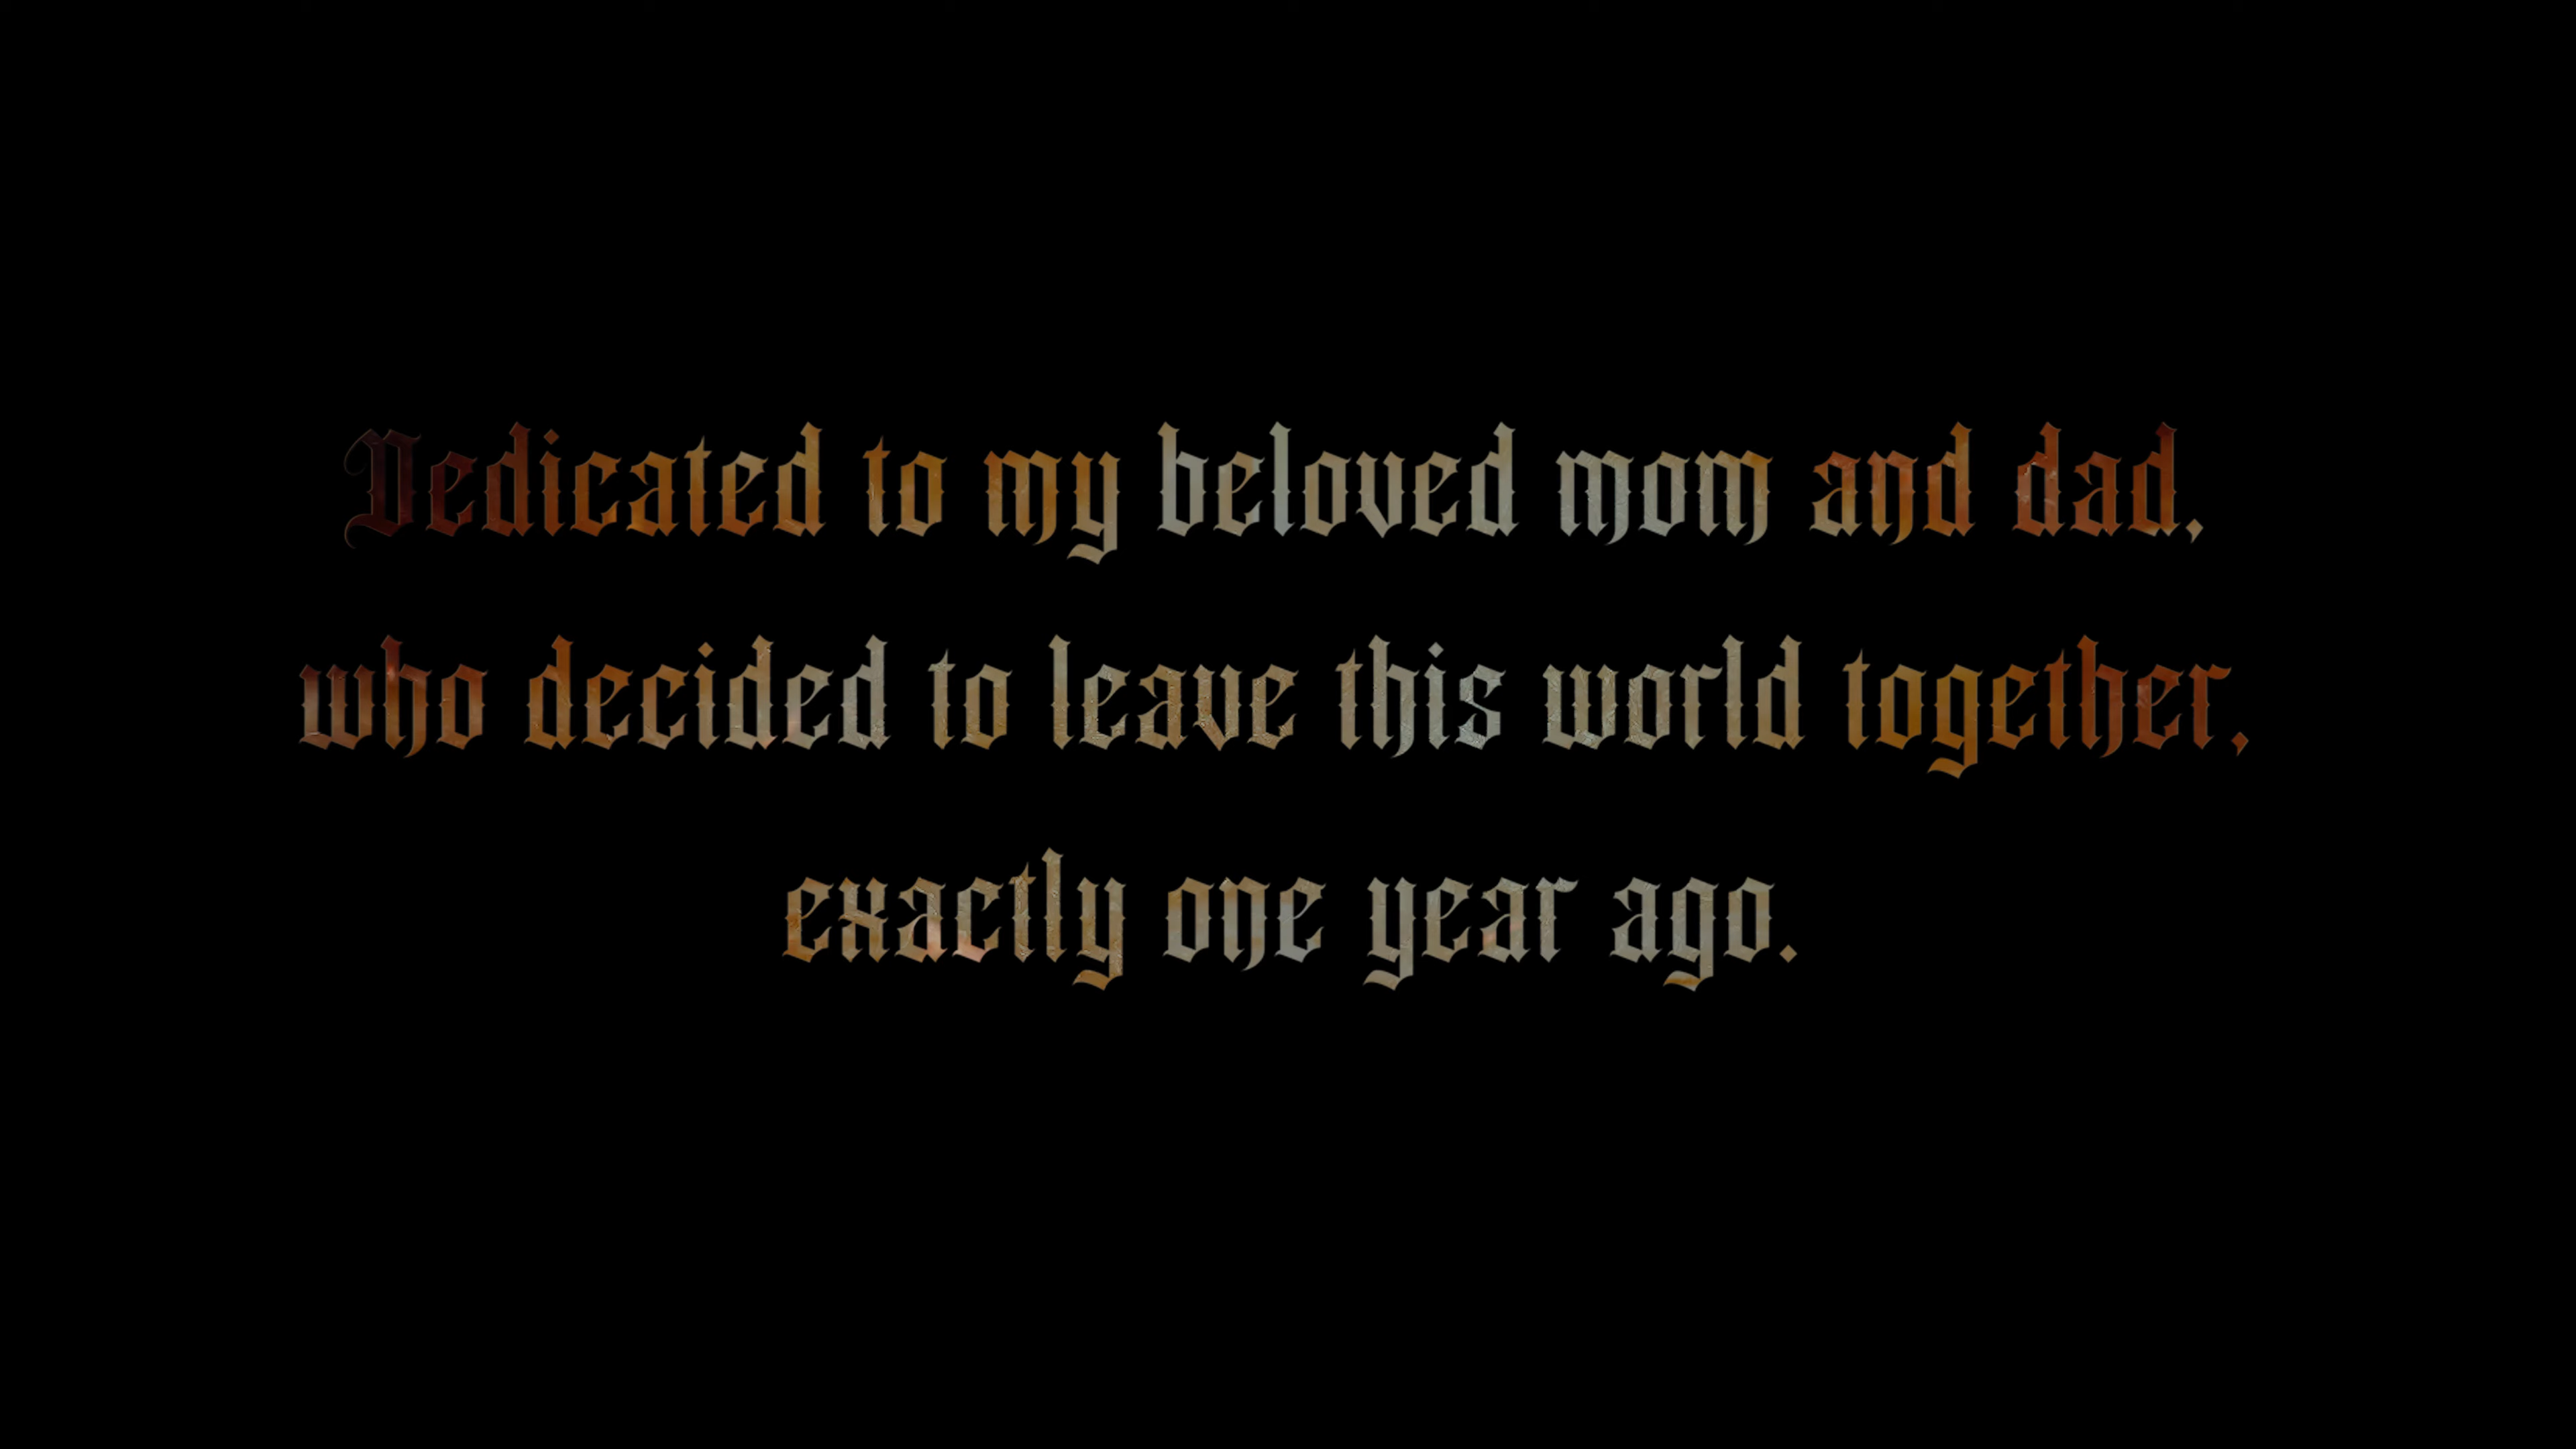 Dedicated to my beloved mom and dad,
who decided to leave this world together,
exactly one year ago.